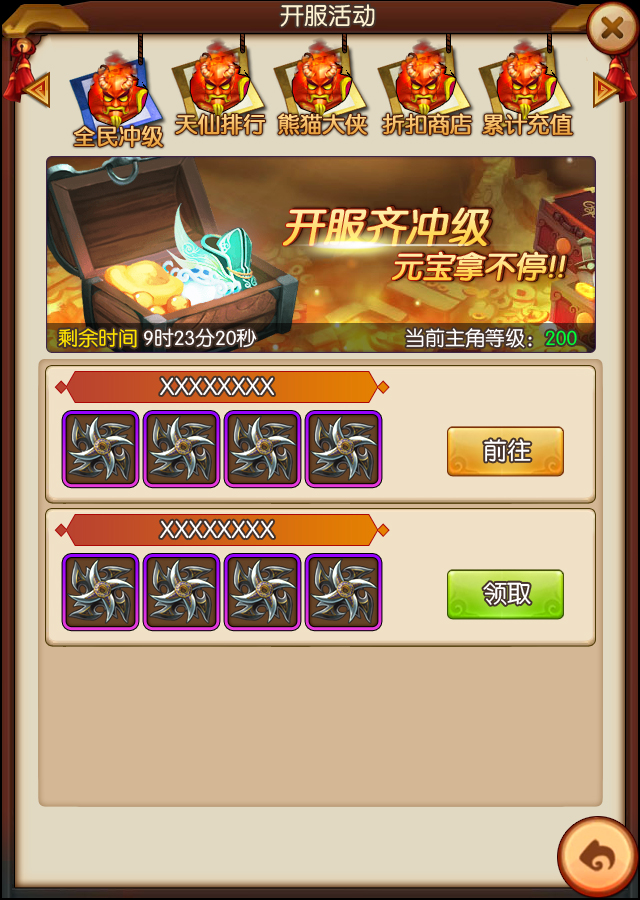 开服活动
全民冲级 天仙排行 熊猫大侠 折扣商店 累计充值
开服齐冲级
元宝拿不停!!
剩余时间 9时23分20秒 当前主角等级：200
XXXXXXXX
前往
XXXXXXXX
领取